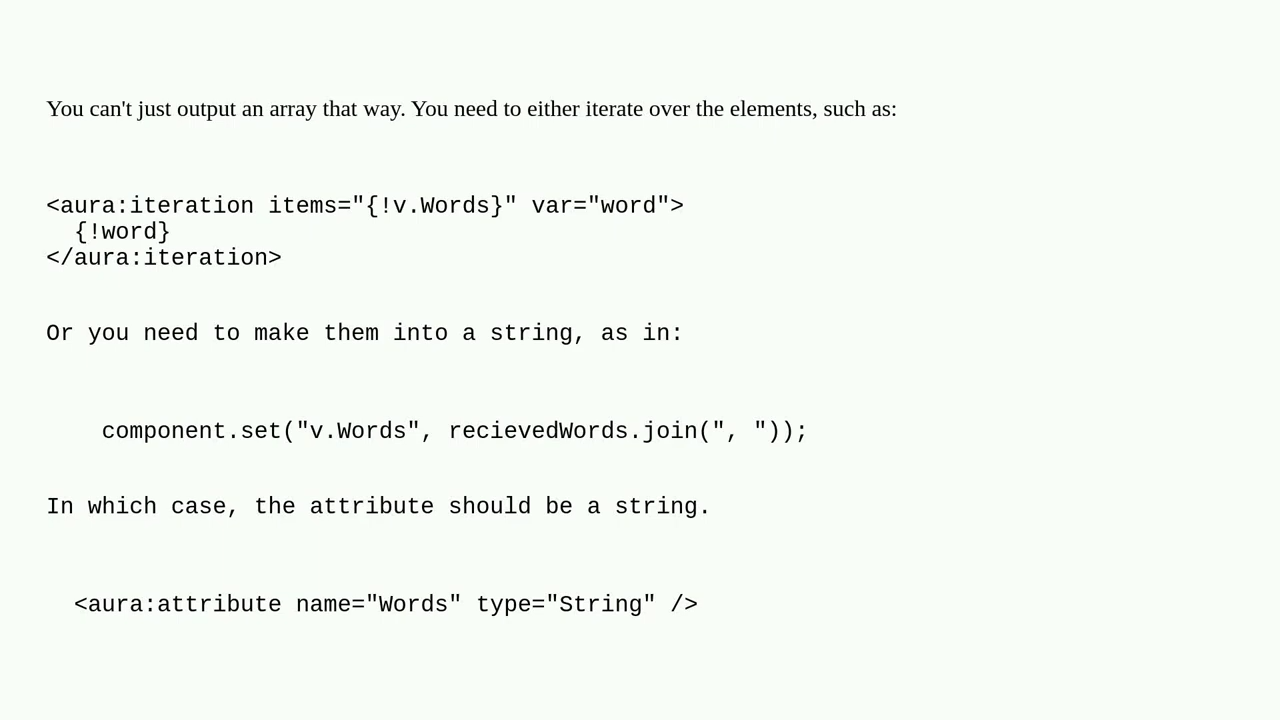 You can't just output an array that way. You need to either iterate over the elements, such as:
<aura:iteration items="{!v.Words}" var="word">
  {!word}
</aura:iteration>
Or you need to make them into a string, as in:
    component.set("v.Words", recievedWords.join(", "));
In which case, the attribute should be a string.
  <aura:attribute name="Words" type="String" />